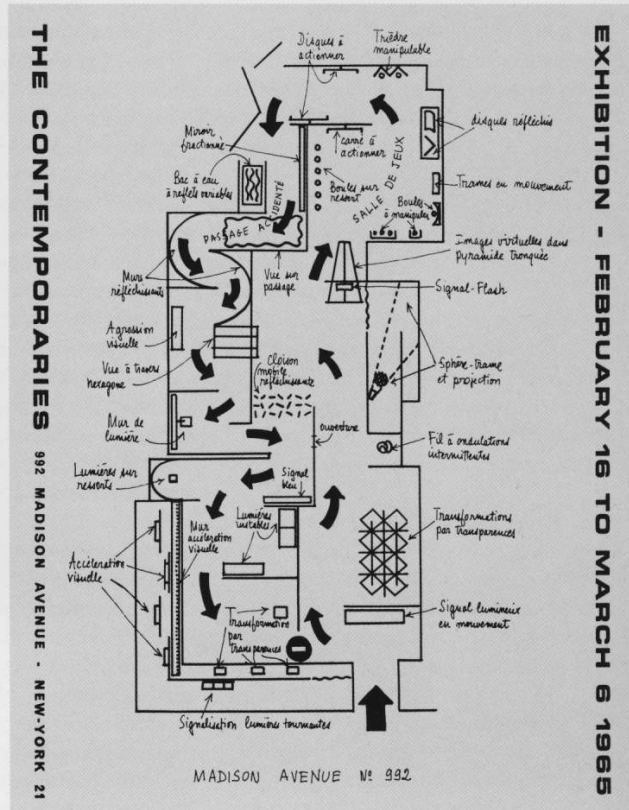 THE CONTEMPORARIES 992 MADISON AVENUE - NEW-YORK 21
EXHIBITION - FEBRUARY 16 TO MARCH 6 1965
Disques à
actionner
Trièdre
manipulable
Miroir
fractionné
carré à
actionner
disques réfléchis
Bac à eau
à reflets variables
Boules sur
ressort
SALLE DE JEUX
Trames en mouvement
Boules
à manipuler
PASSAGE ACCIDENTÉ
Images virtuelles dans
pyramide tronquée
Murs
réfléchissants
Vue sur
passage
Signal-Flash
Agression
visuelle
Vue à travers
hexagone
Cloison
mobile
réfléchissante
Sphère-trame
et projection
Mur de
lumière
ouverture
Fil à ondulations
intermittentes
Lumières sur
ressorts
Signal
bleu
Mur
accéleration
visuelle
Lumières
instables
Transformations
par transparences
Accéleration
visuelle
Transformation
par
transparences
Signal lumineux
en mouvement
Signalisation lumières tournantes
MADISON AVENUE Nº 992